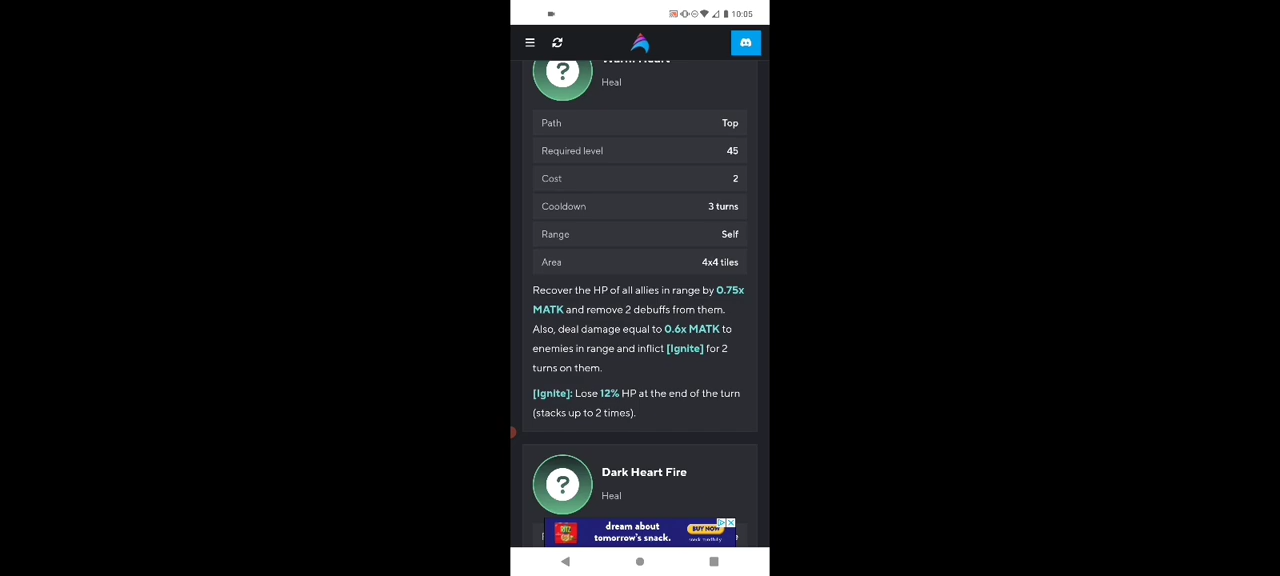 10:05
Warm Heart
Heal
Path Top
Required level 45
Cost 2
Cooldown 3 turns
Range Self
Area 4x4 tiles
Recover the HP of all allies in range by 0.75x
MATK and remove 2 debuffs from them.
Also, deal damage equal to 0.6x MATK to
enemies in range and inflict [Ignite] for 2
turns on them.
[Ignite]: Lose 12% HP at the end of the turn
(stacks up to 2 times).
Dark Heart Fire
Heal
dream about
tomorrow's snack.
BUY NOW